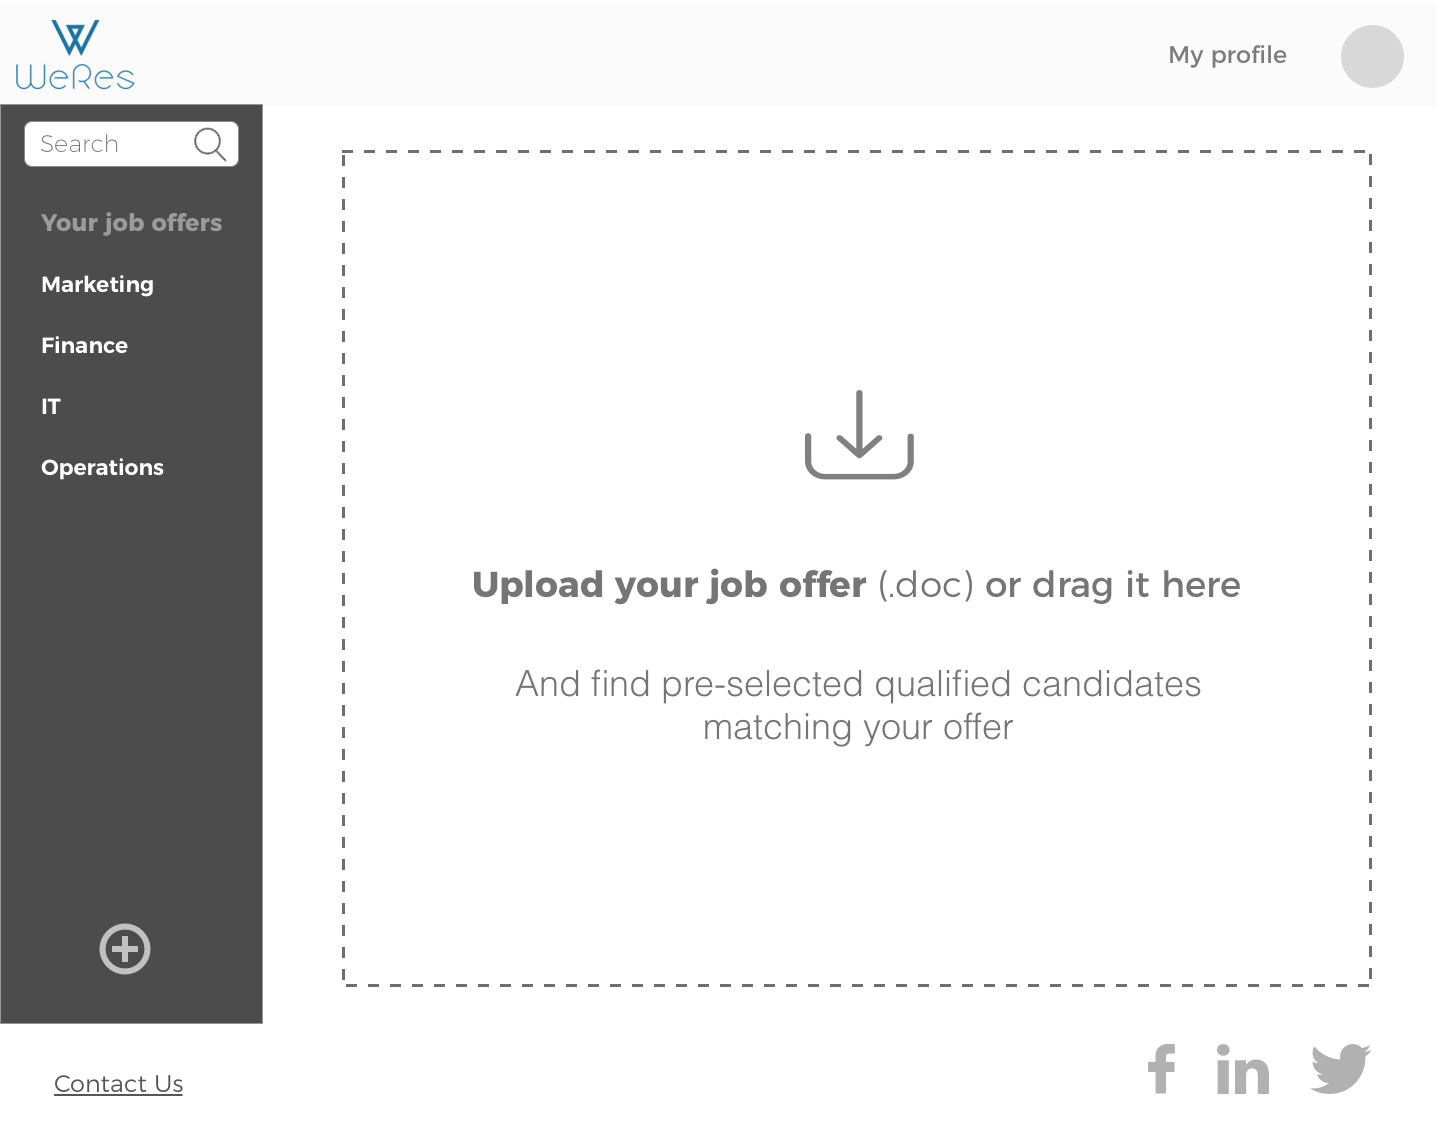 WeRes
My profile
Search
Your job offers
Marketing
Finance
IT
Operations
Upload your job offer (.doc) or drag it here
And find pre-selected qualified candidates
matching your offer
Contact Us